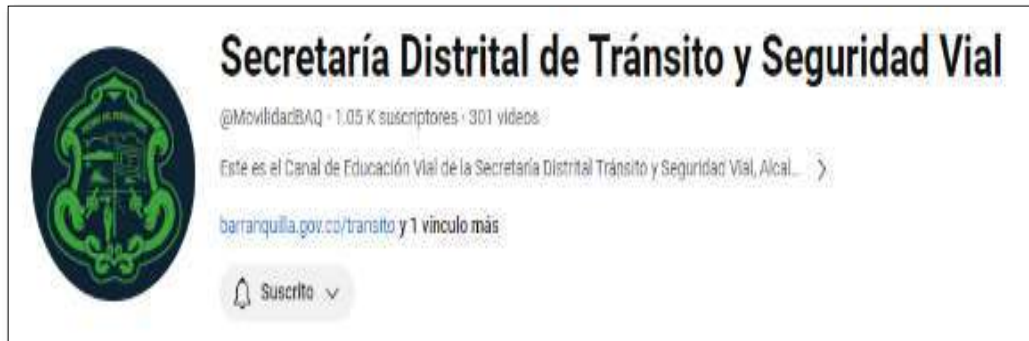 Secretaría Distrital de Tránsito y Seguridad Vial
@MovilidadBAQ · 1.05 K suscriptores · 301 videos
Este es el Canal de Educación Vial de la Secretaría Distrital Tránsito y Seguridad Vial, Alcal... >
barranquilla.gov.co/transito y 1 vínculo más
Suscrito